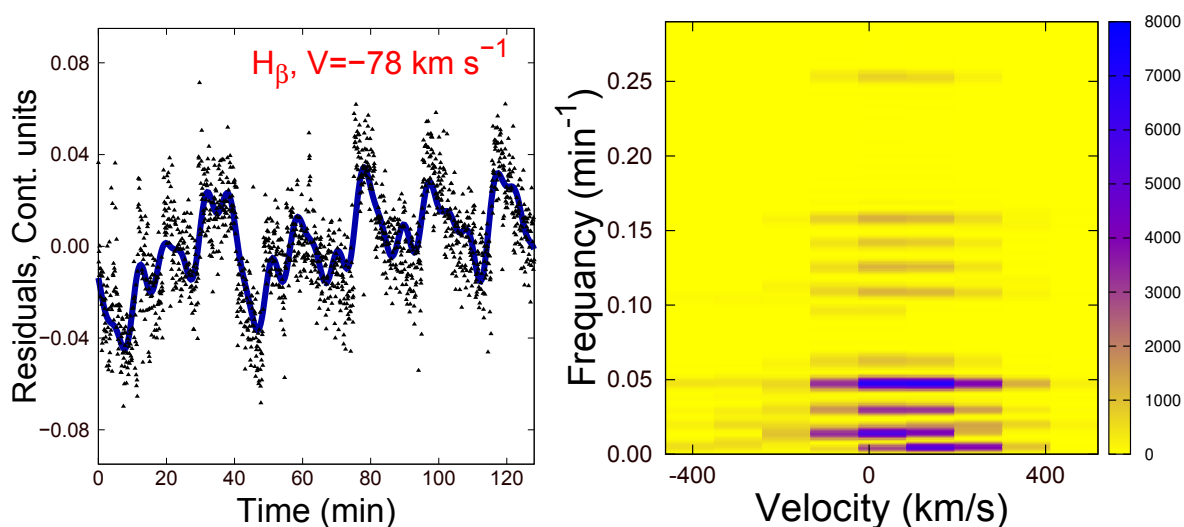 Hβ, V=−78 km s⁻¹
Residuals, Cont. units
0.08
0.04
0.00
−0.04
−0.08
0 20 40 60 80 100 120
Time (min)
Frequancy (min⁻¹)
0.25
0.20
0.15
0.10
0.05
0.00
-400 0 400
Velocity (km/s)
8000
7000
6000
5000
4000
3000
2000
1000
0